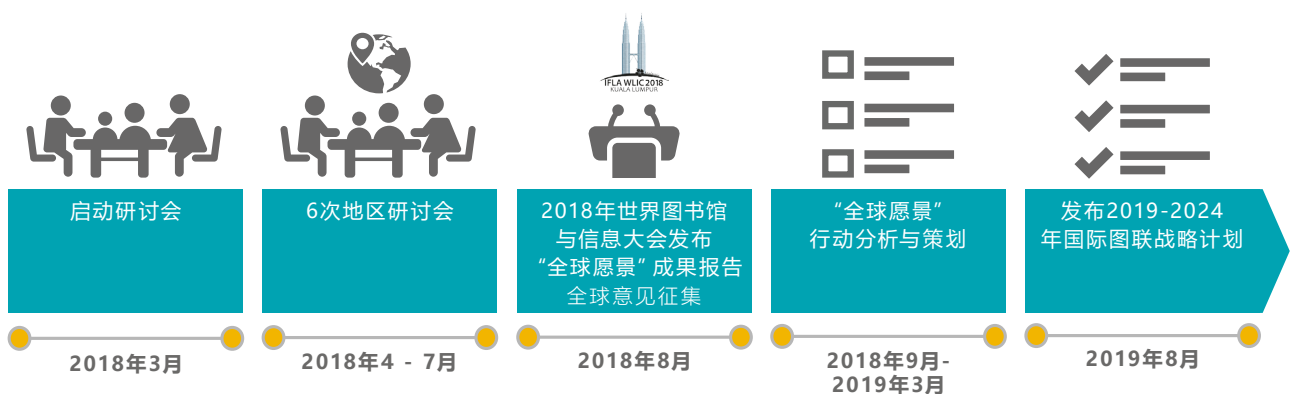 IFLA WLIC 2018
KUALA LUMPUR
启动研讨会
2018年3月
6次地区研讨会
2018年4 - 7月
2018年世界图书馆
与信息大会发布
“全球愿景”成果报告
全球意见征集
2018年8月
“全球愿景”
行动分析与策划
2018年9月-
2019年3月
发布2019-2024
年国际图联战略计划
2019年8月